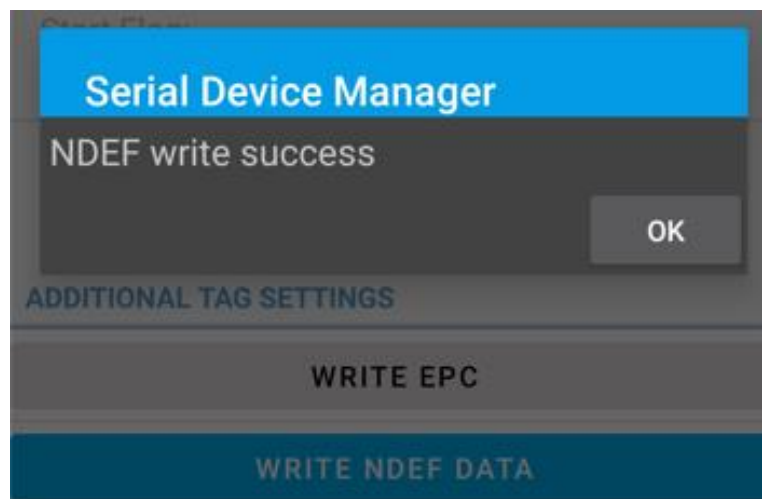 Serial Device Manager
NDEF write success
OK
ADDITIONAL TAG SETTINGS
WRITE EPC
WRITE NDEF DATA